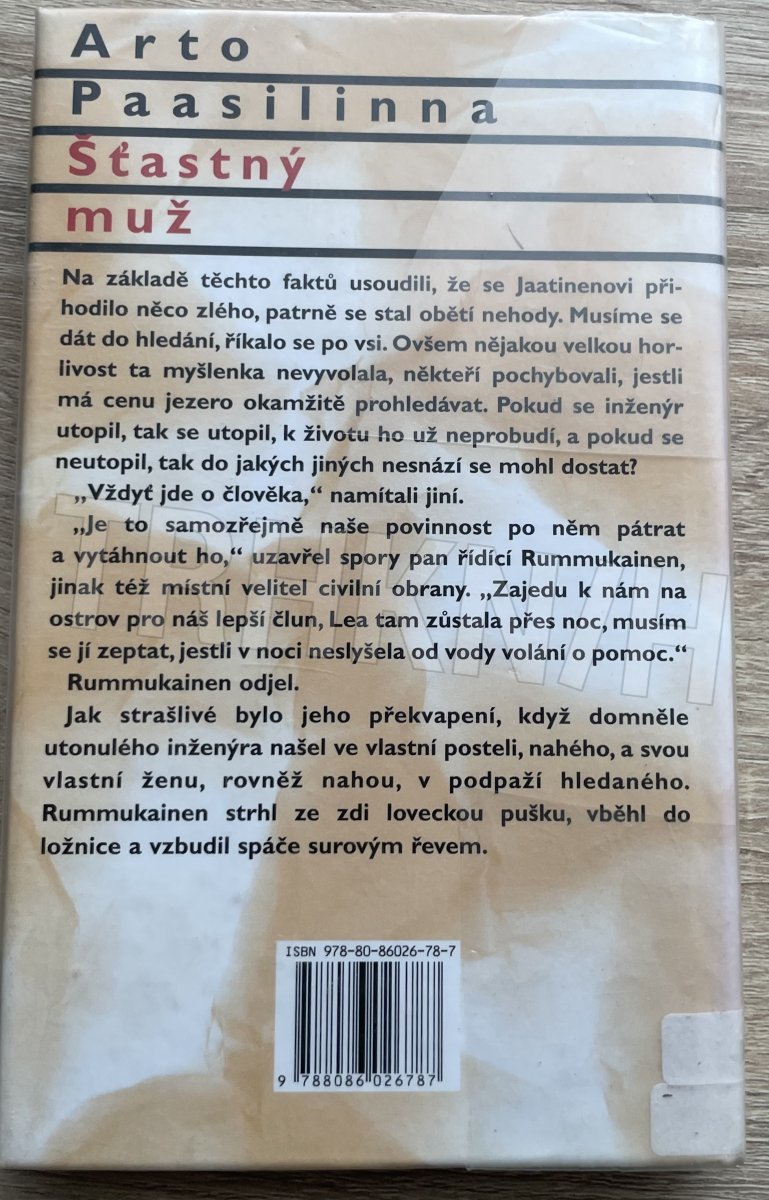 Arto
Paasilinna
Šťastný
muž
Na základě těchto faktů usoudili, že se Jaatinenovi při-
hodilo něco zlého, patrně se stal obětí nehody. Musíme se
dát do hledání, říkalo se po vsi. Ovšem nějakou velkou hor-
livost ta myšlenka nevyvolala, někteří pochybovali, jestli
má cenu jezero okamžitě prohledávat. Pokud se inženýr
utopil, tak se utopil, k životu ho už neprobudí, a pokud se
neutopil, tak do jakých jiných nesnází se mohl dostat?
„Vždyť jde o člověka,“ namítali jiní.
„Je to samozřejmě naše povinnost po něm pátrat
a vytáhnout ho,“ uzavřel spory pan řídící Rummukainen,
jinak též místní velitel civilní obrany. „Zajedu k nám na
ostrov pro náš lepší člun, Lea tam zůstala přes noc, musím
se jí zeptat, jestli v noci neslyšela od vody volání o pomoc.“
Rummukainen odjel.
Jak strašlivé bylo jeho překvapení, když domněle
utonulého inženýra našel ve vlastní posteli, nahého, a svou
vlastní ženu, rovněž nahou, v podpaží hledaného.
Rummukainen strhl ze zdi loveckou pušku, vběhl do
ložnice a vzbudil spáče surovým řevem.
TREKNIH
ISBN 978-80-86026-78-7
9 788086 026787